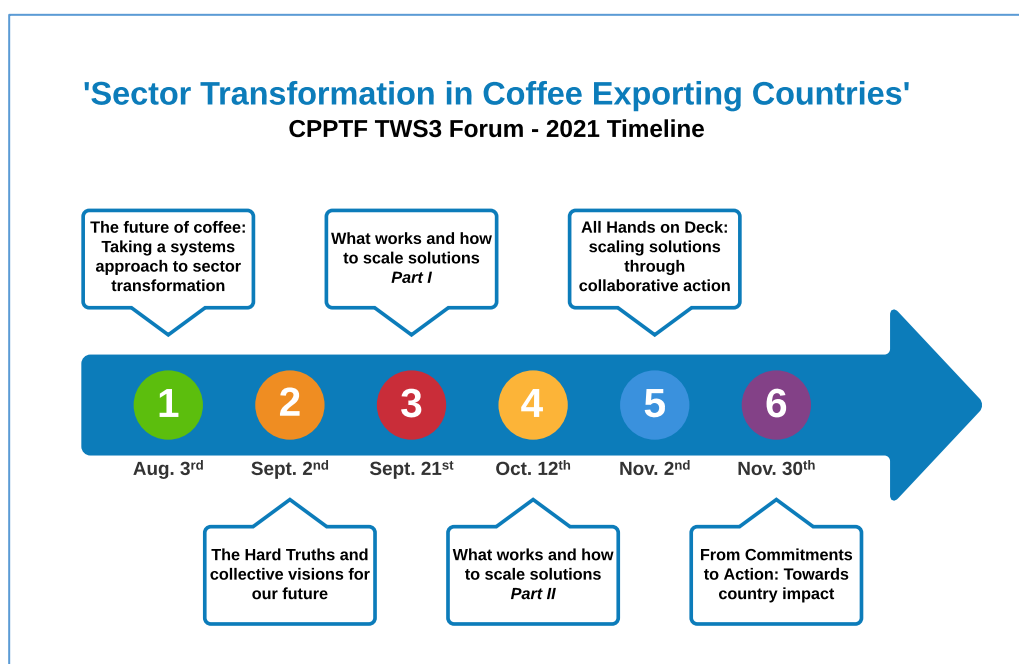 'Sector Transformation in Coffee Exporting Countries'
CPPTF TWS3 Forum - 2021 Timeline
The future of coffee:
Taking a systems
approach to sector
transformation
What works and how
to scale solutions
Part I
All Hands on Deck:
scaling solutions
through
collaborative action
1
2
3
4
5
6
Aug. 3rd
Sept. 2nd
Sept. 21st
Oct. 12th
Nov. 2nd
Nov. 30th
The Hard Truths and
collective visions for
our future
What works and how
to scale solutions
Part II
From Commitments
to Action: Towards
country impact